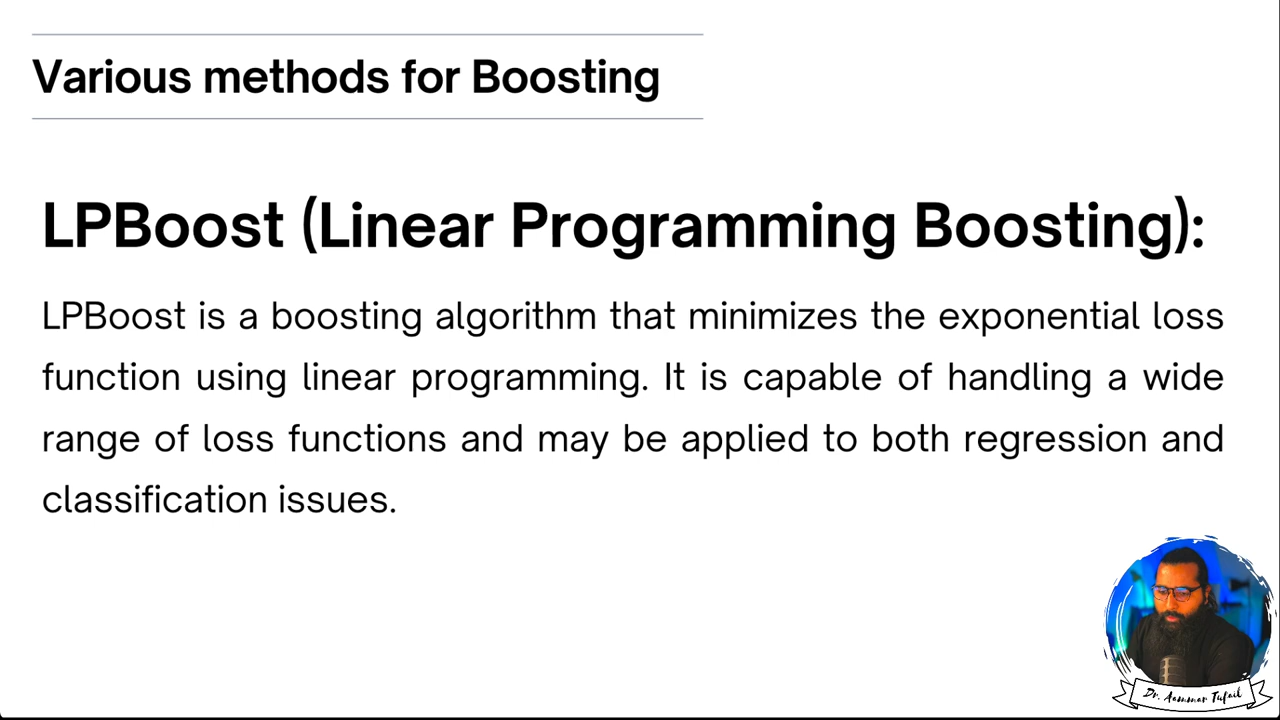 Various methods for Boosting
LPBoost (Linear Programming Boosting):
LPBoost is a boosting algorithm that minimizes the exponential loss
function using linear programming. It is capable of handling a wide
range of loss functions and may be applied to both regression and
classification issues.
Dr. Aammar Tufail